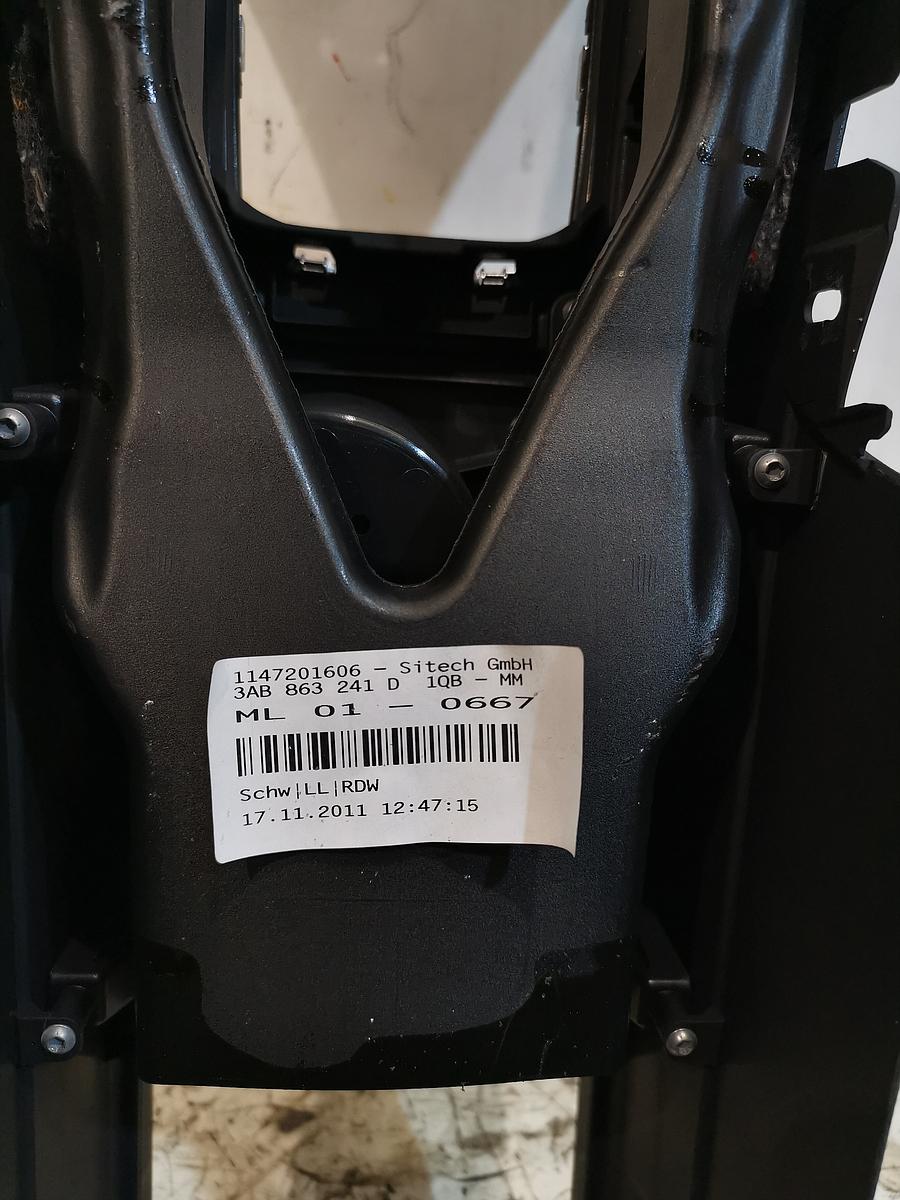 1147201606 – Sitech GmbH
3AB 863 241 D 1QB – MM
ML 01 – 0667
Schw|LL|RDW
17.11.2011 12:47:15